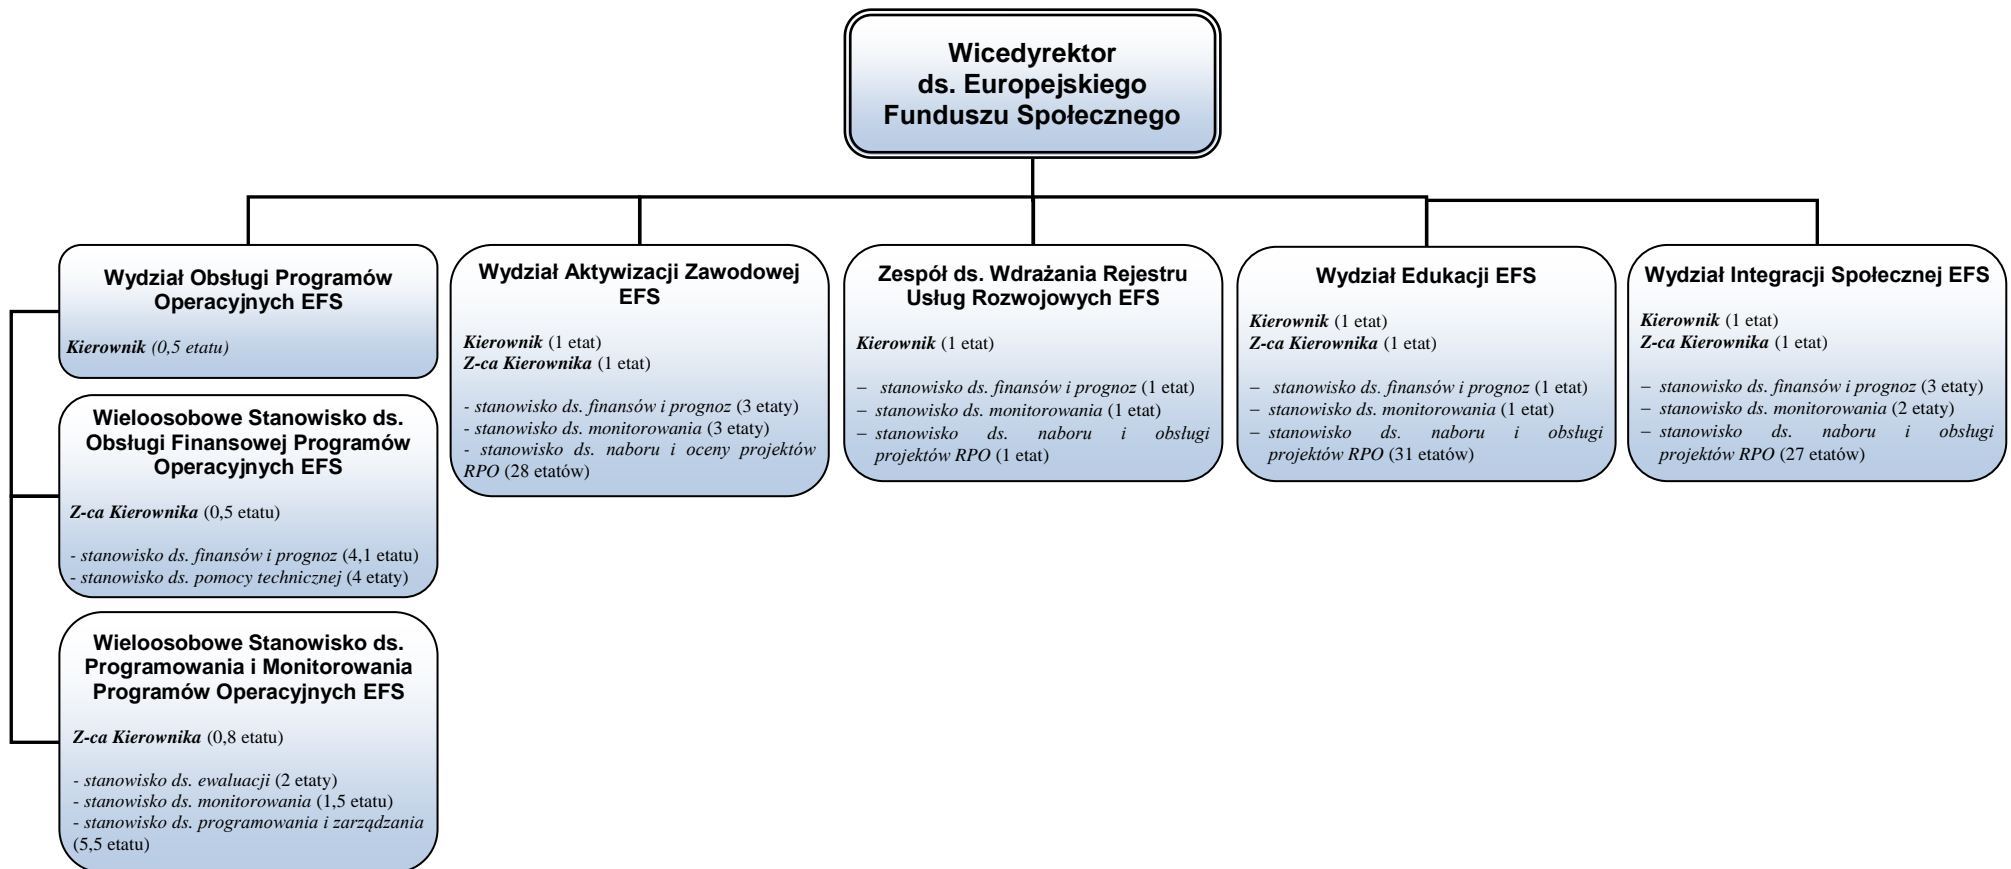 Wicedyrektor
ds. Europejskiego
Funduszu Społecznego
Wydział Obsługi Programów
Operacyjnych EFS
Kierownik (0,5 etatu)
Wieloosobowe Stanowisko ds.
Obsługi Finansowej Programów
Operacyjnych EFS
Z-ca Kierownika (0,5 etatu)
- stanowisko ds. finansów i prognoz (4,1 etatu)
- stanowisko ds. pomocy technicznej (4 etaty)
Wieloosobowe Stanowisko ds.
Programowania i Monitorowania
Programów Operacyjnych EFS
Z-ca Kierownika (0,8 etatu)
- stanowisko ds. ewaluacji (2 etaty)
- stanowisko ds. monitorowania (1,5 etatu)
- stanowisko ds. programowania i zarządzania
(5,5 etatu)
Wydział Aktywizacji Zawodowej
EFS
Kierownik (1 etat)
Z-ca Kierownika (1 etat)
- stanowisko ds. finansów i prognoz (3 etaty)
- stanowisko ds. monitorowania (3 etaty)
- stanowisko ds. naboru i oceny projektów
RPO (28 etatów)
Zespół ds. Wdrażania Rejestru
Usług Rozwojowych EFS
Kierownik (1 etat)
– stanowisko ds. finansów i prognoz (1 etat)
– stanowisko ds. monitorowania (1 etat)
– stanowisko ds. naboru i obsługi
projektów RPO (1 etat)
Wydział Edukacji EFS
Kierownik (1 etat)
Z-ca Kierownika (1 etat)
– stanowisko ds. finansów i prognoz (1 etat)
– stanowisko ds. monitorowania (1 etat)
– stanowisko ds. naboru i obsługi
projektów RPO (31 etatów)
Wydział Integracji Społecznej EFS
Kierownik (1 etat)
Z-ca Kierownika (1 etat)
– stanowisko ds. finansów i prognoz (3 etaty)
– stanowisko ds. monitorowania (2 etaty)
– stanowisko ds. naboru i obsługi
projektów RPO (27 etatów)